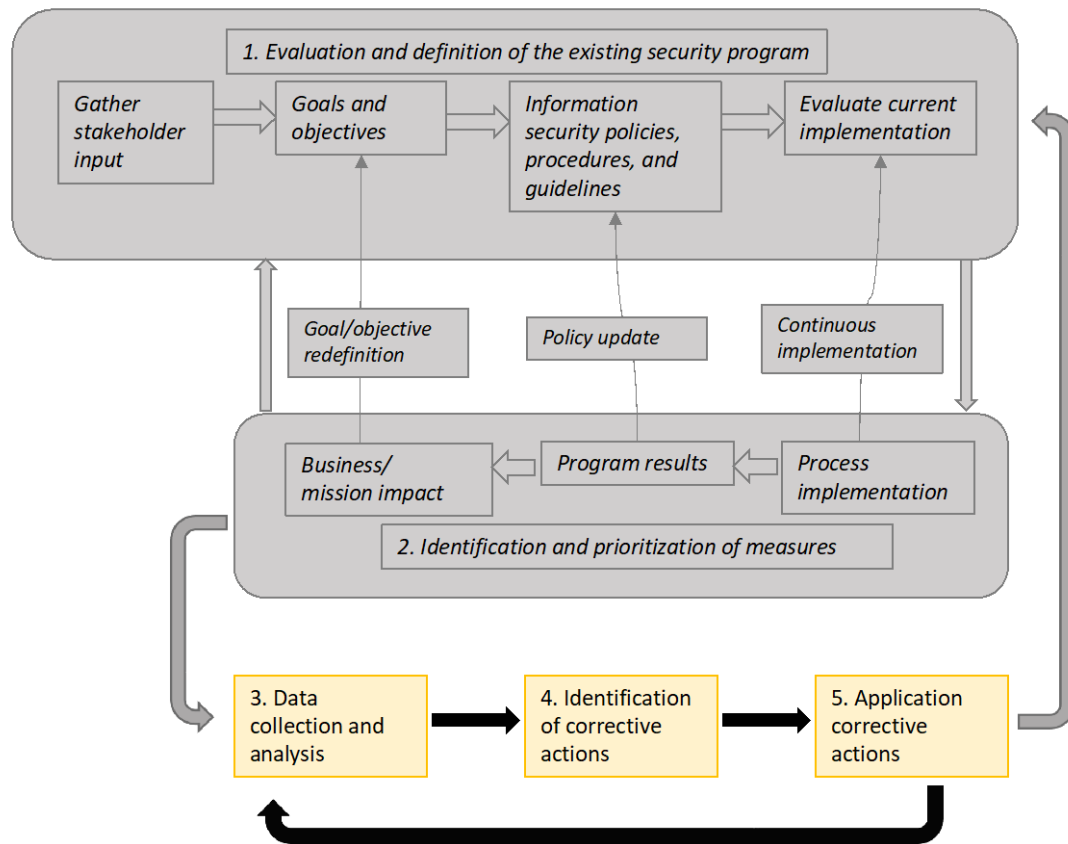 1. Evaluation and definition of the existing security program
Gather
stakeholder
input
Goals and
objectives
Information
security policies,
procedures, and
guidelines
Evaluate current
implementation
Goal/objective
redefinition
Policy update
Continuous
implementation
Business/
mission impact
Program results
Process
implementation
2. Identification and prioritization of measures
3. Data
collection and
analysis
4. Identification
of corrective
actions
5. Application
corrective
actions